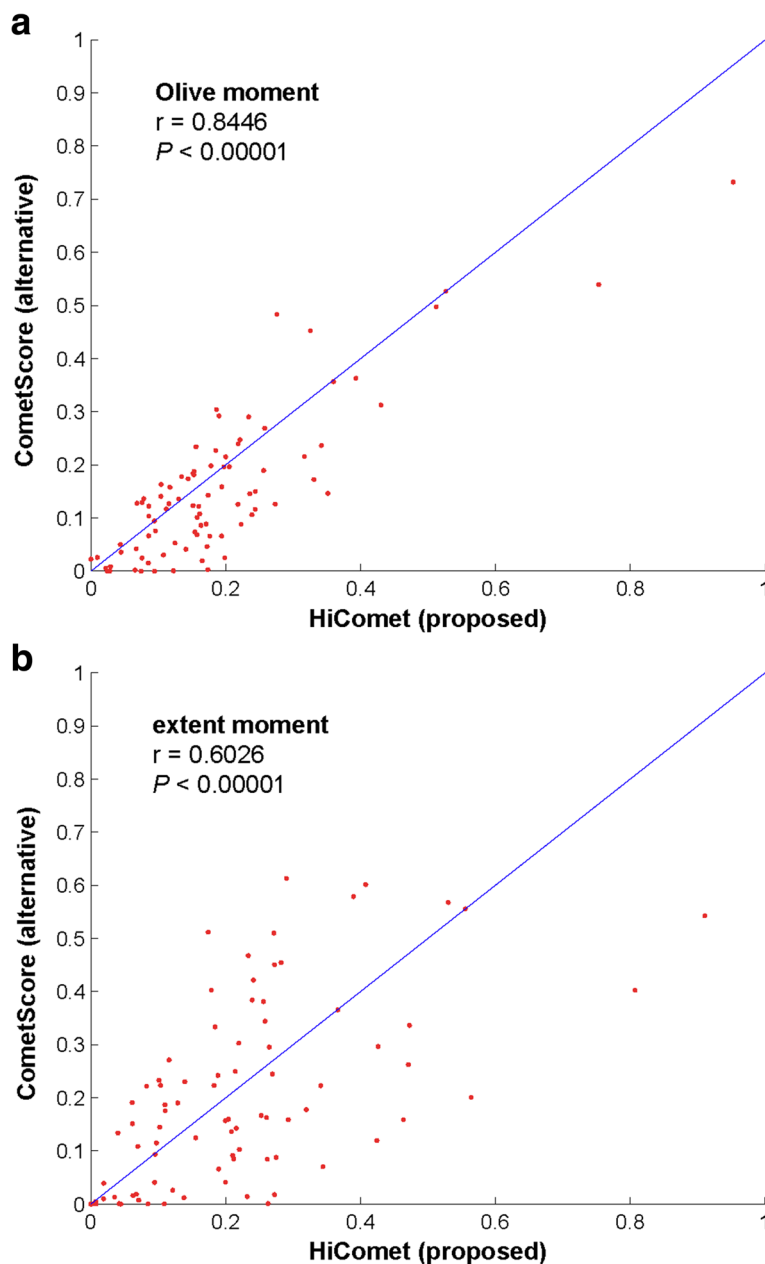 a
1
0.9
0.8
0.7
0.6
0.5
0.4
0.3
0.2
0.1
0
CometScore (alternative)
Olive moment
r = 0.8446
P < 0.00001
0 0.2 0.4 0.6 0.8 1
HiComet (proposed)
b
1
0.9
0.8
0.7
0.6
0.5
0.4
0.3
0.2
0.1
0
CometScore (alternative)
extent moment
r = 0.6026
P < 0.00001
0 0.2 0.4 0.6 0.8 1
HiComet (proposed)